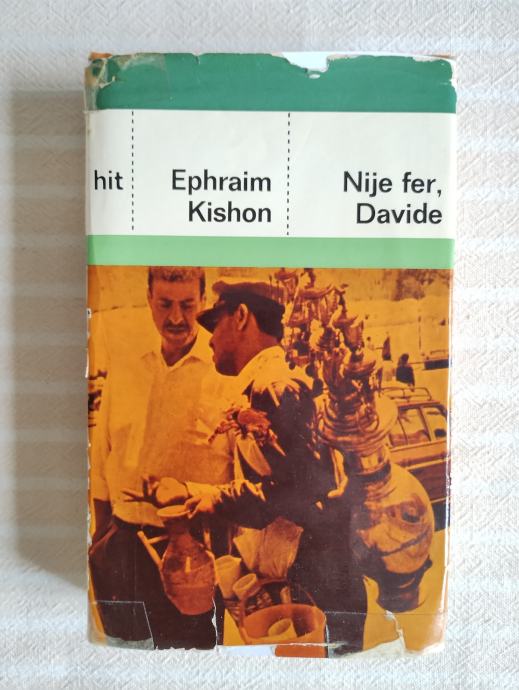 hit
Ephraim
Kishon
Nije fer,
Davide